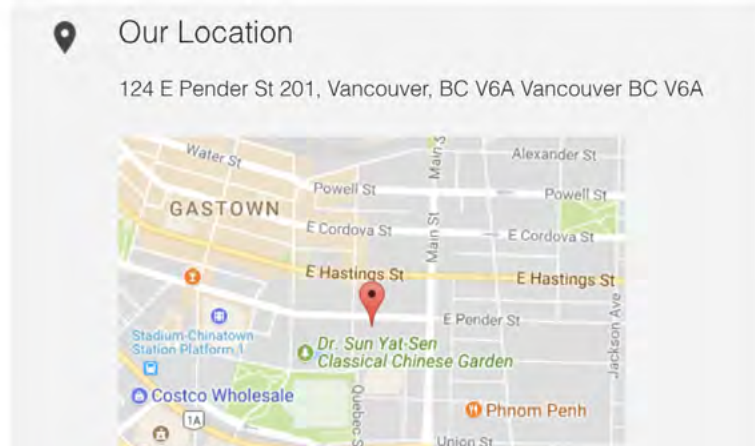 Our Location
124 E Pender St 201, Vancouver, BC V6A Vancouver BC V6A
Water St
Main S
Alexander St
Powell St
Powell St
GASTOWN
E Cordova St
Main St
E Cordova St
E Hastings St
E Hastings St
E Pender St
Jackson Ave
Stadium-Chinatown
Station Platform 1
Dr. Sun Yat-Sen
Classical Chinese Garden
Costco Wholesale
Quebec S
Phnom Penh
1A
Union St